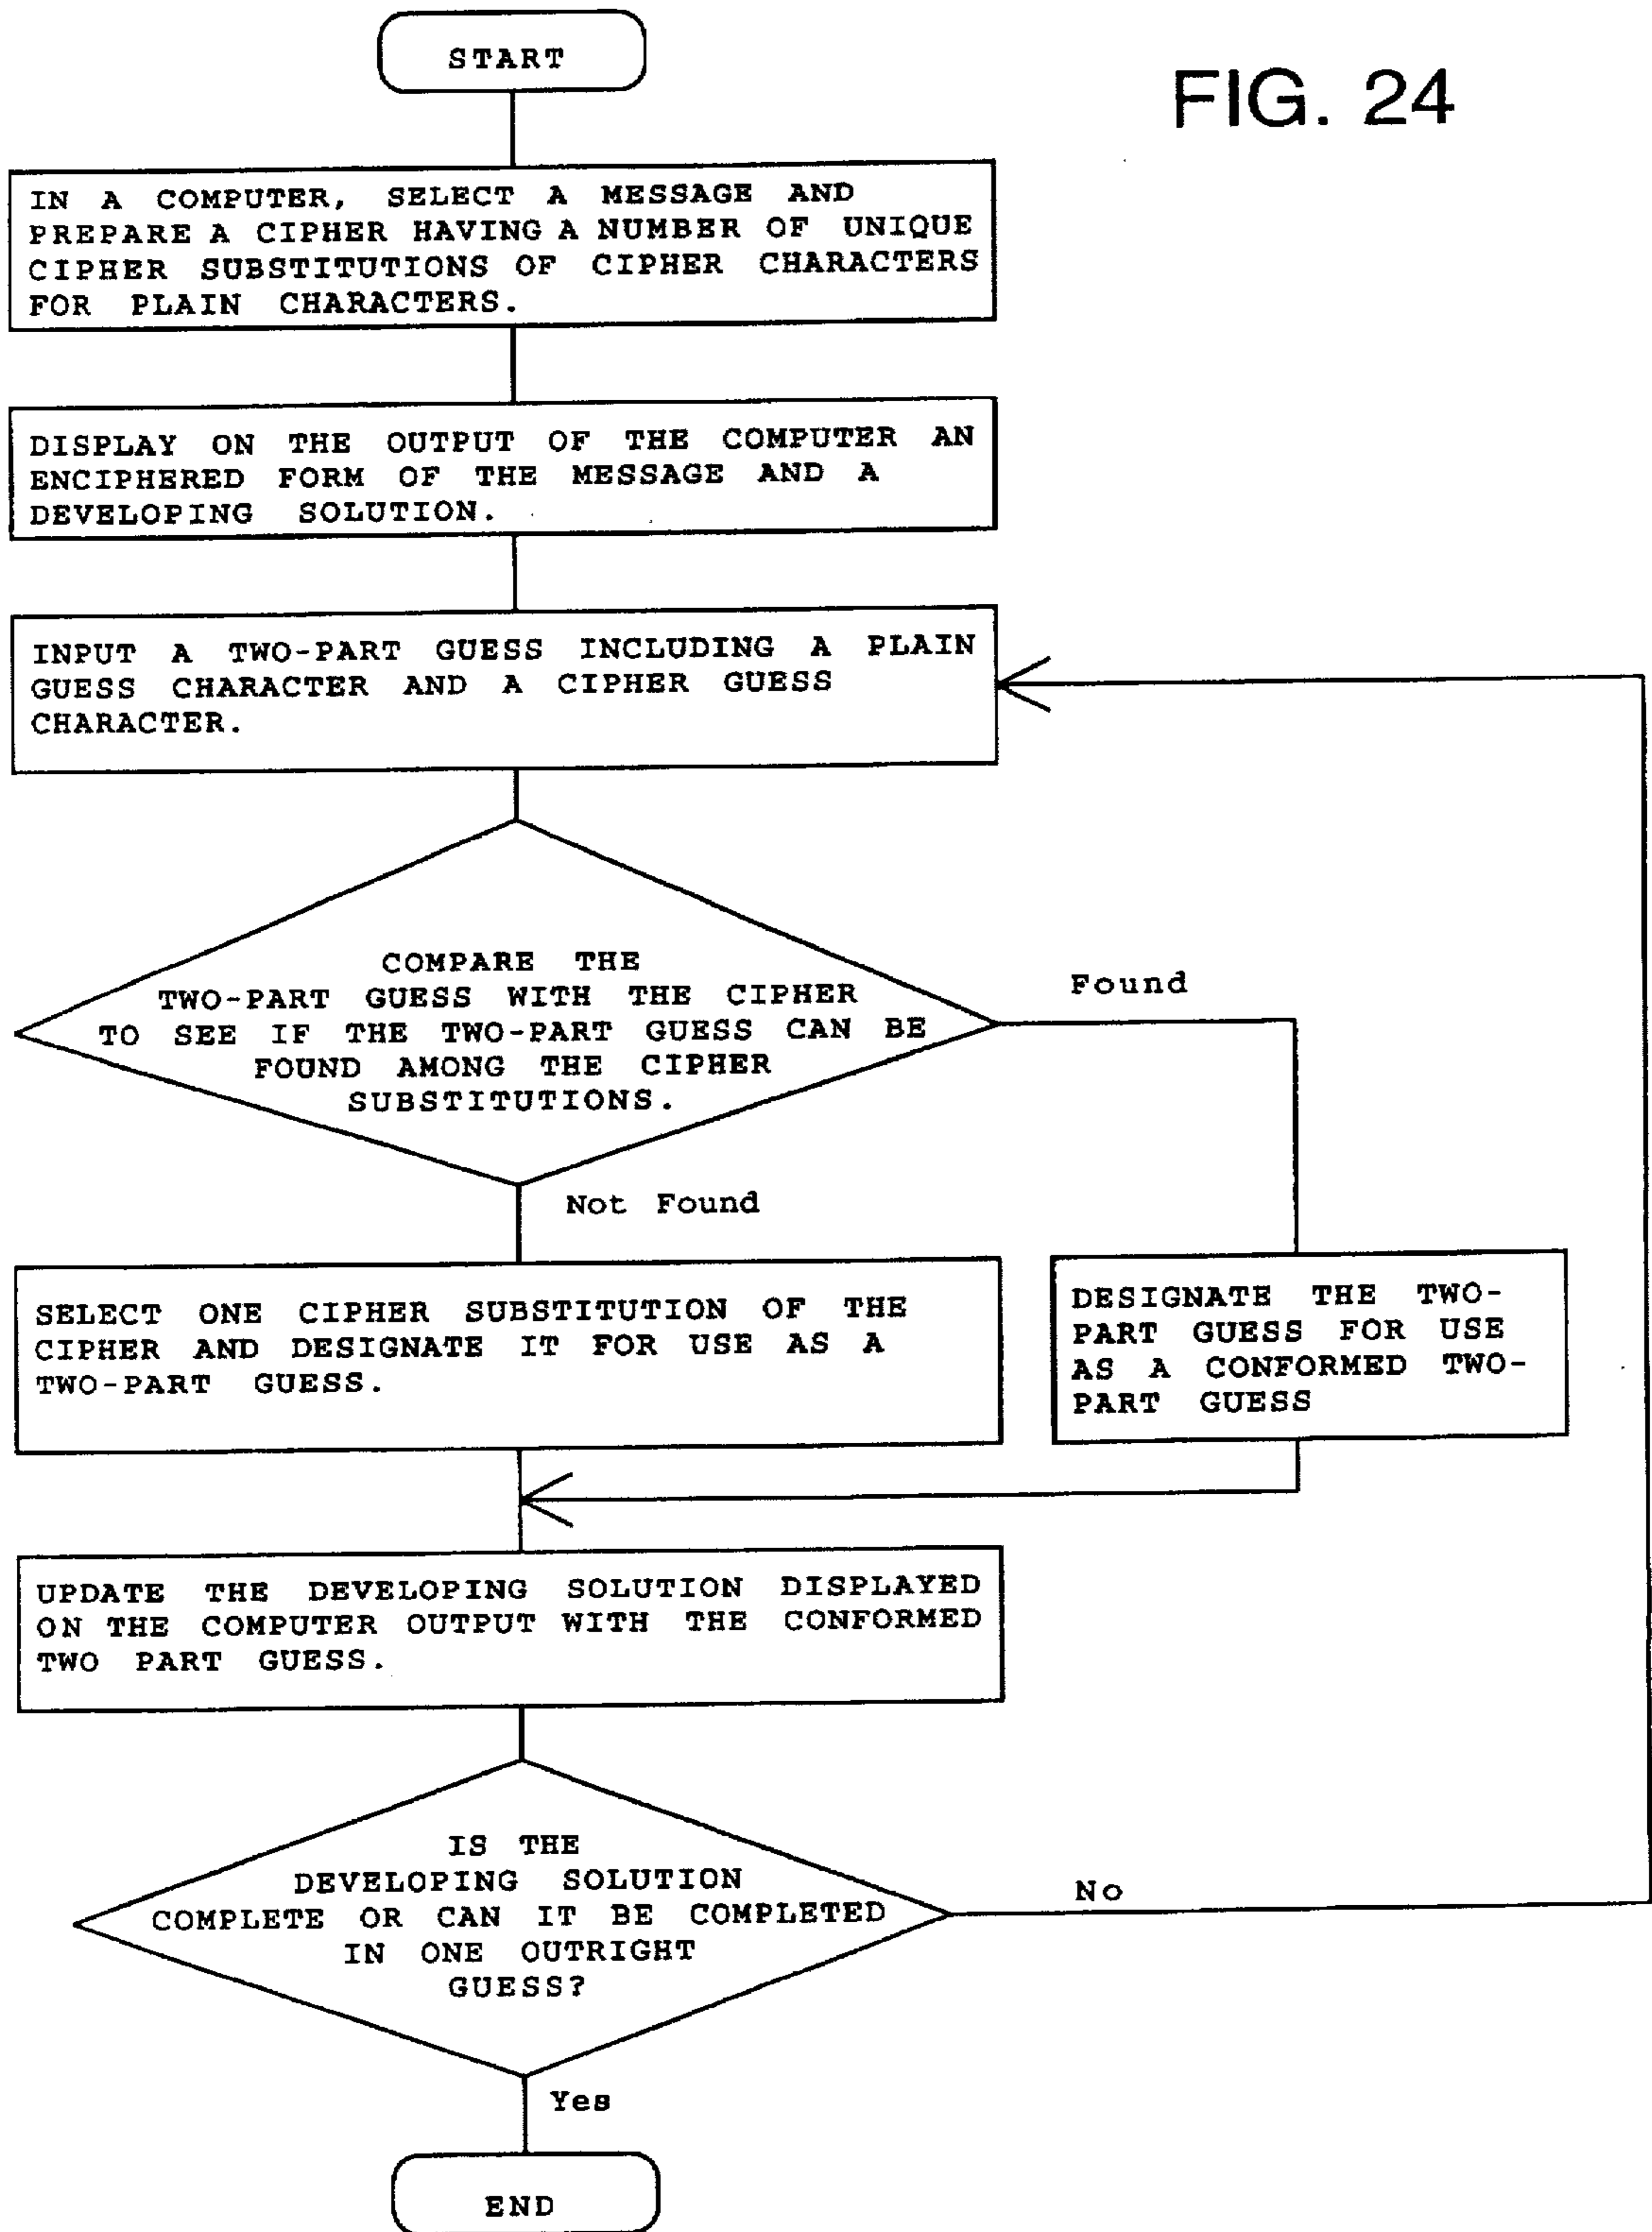 START
FIG. 24
IN A COMPUTER, SELECT A MESSAGE AND
PREPARE A CIPHER HAVING A NUMBER OF UNIQUE
CIPHER SUBSTITUTIONS OF CIPHER CHARACTERS
FOR PLAIN CHARACTERS.
DISPLAY ON THE OUTPUT OF THE COMPUTER AN
ENCIPHERED FORM OF THE MESSAGE AND A
DEVELOPING SOLUTION.
INPUT A TWO-PART GUESS INCLUDING A PLAIN
GUESS CHARACTER AND A CIPHER GUESS
CHARACTER.
COMPARE THE
TWO-PART GUESS WITH THE CIPHER
TO SEE IF THE TWO-PART GUESS CAN BE
FOUND AMONG THE CIPHER
SUBSTITUTIONS.
Found
Not Found
SELECT ONE CIPHER SUBSTITUTION OF THE
CIPHER AND DESIGNATE IT FOR USE AS A
TWO-PART GUESS.
DESIGNATE THE TWO-
PART GUESS FOR USE
AS A CONFORMED TWO-
PART GUESS
UPDATE THE DEVELOPING SOLUTION DISPLAYED
ON THE COMPUTER OUTPUT WITH THE CONFORMED
TWO PART GUESS.
IS THE
DEVELOPING SOLUTION
COMPLETE OR CAN IT BE COMPLETED
IN ONE OUTRIGHT
GUESS?
No
Yes
END